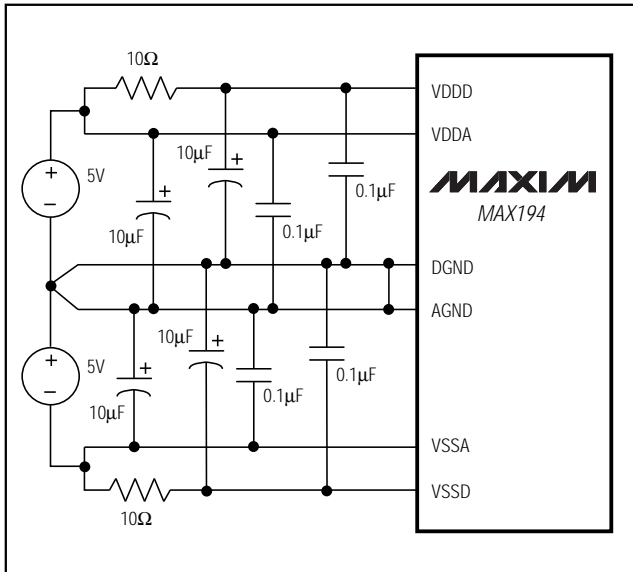 10Ω
VDDD
VDDA
10µF
+
+
5V
+
−
MAXIM
MAX194
0.1µF
10µF
0.1µF
DGND
AGND
10µF
+
+
5V
+
−
0.1µF
0.1µF
10µF
VSSA
VSSD
10Ω